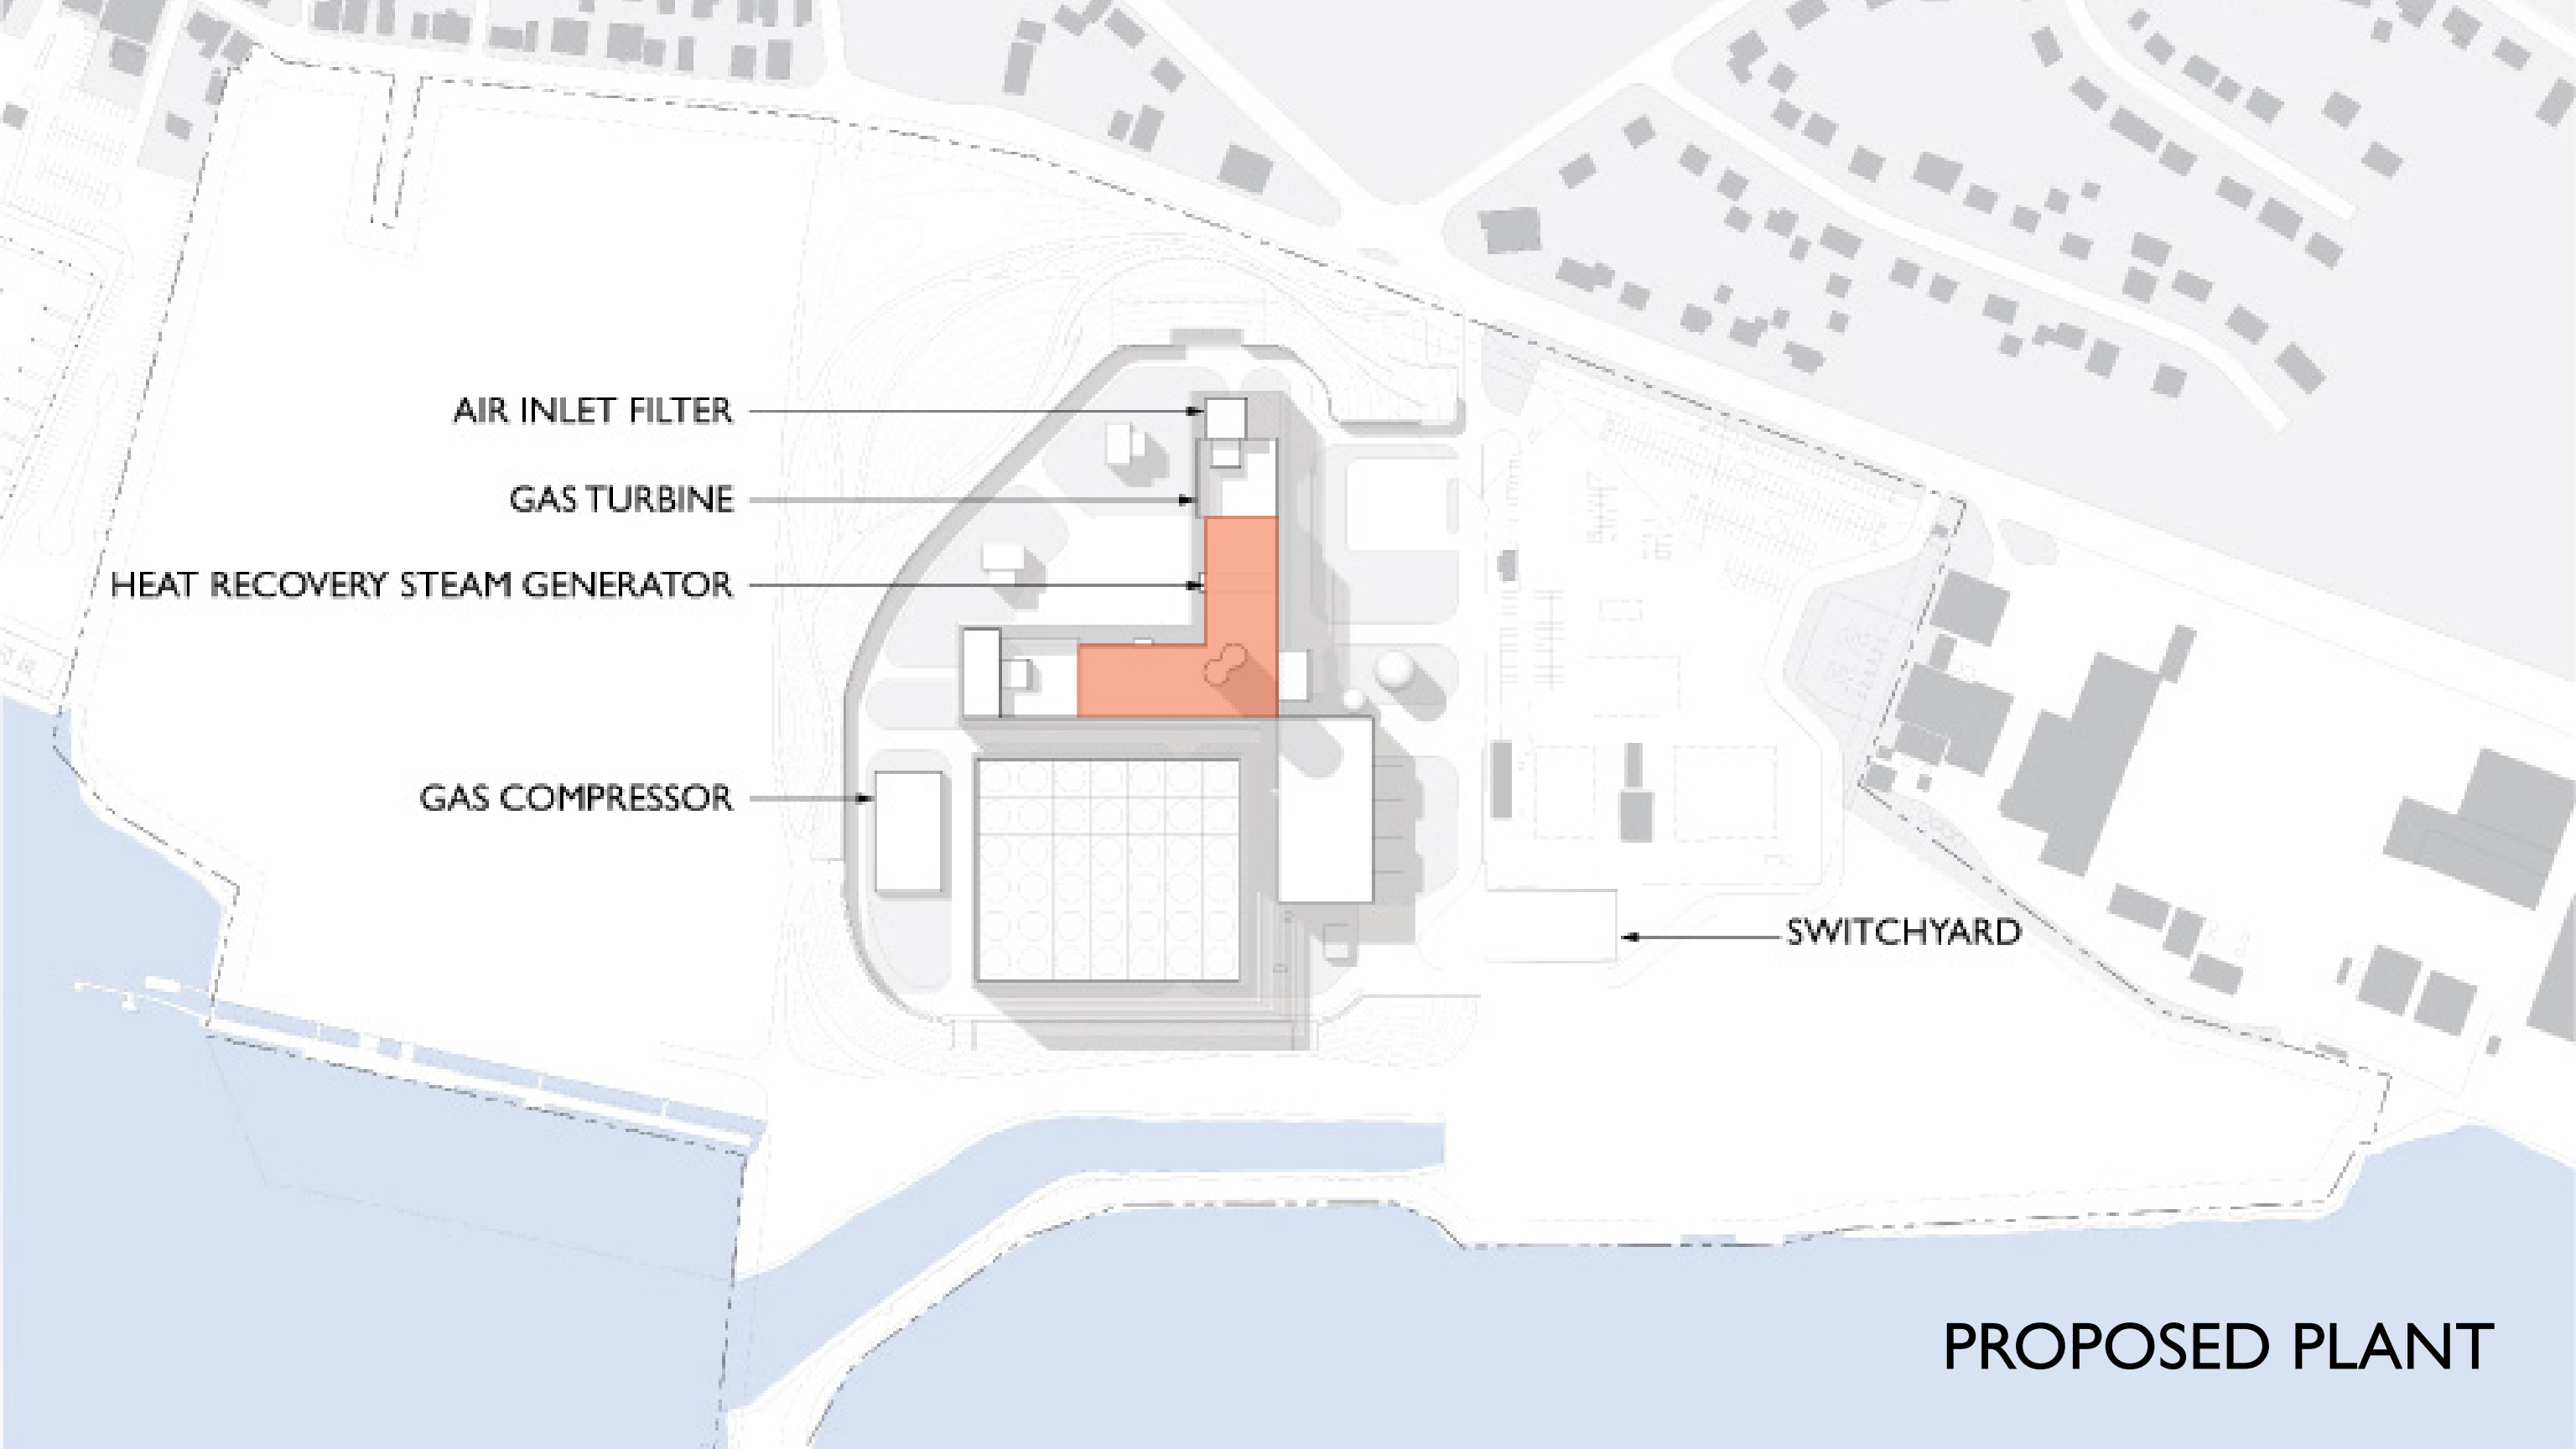 AIR INLET FILTER
GAS TURBINE
HEAT RECOVERY STEAM GENERATOR
GAS COMPRESSOR
SWITCHYARD
PROPOSED PLANT